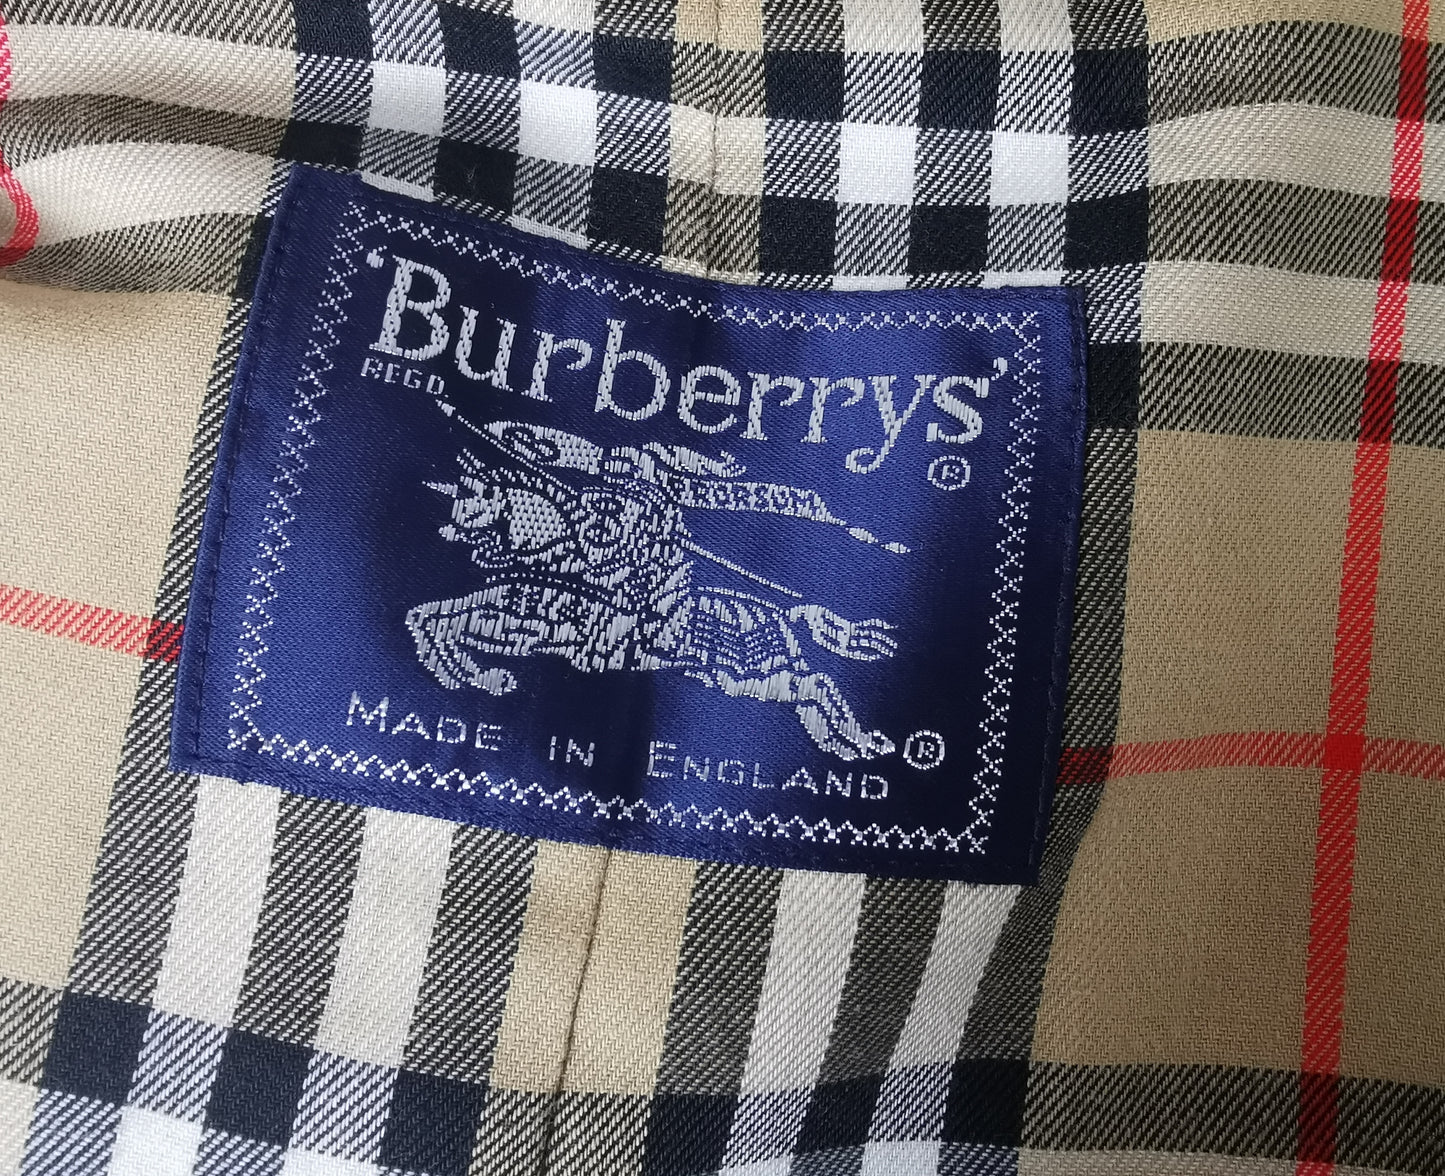 'Burberrys'
REGD
®
PRORSUM
®
MADE IN ENGLAND